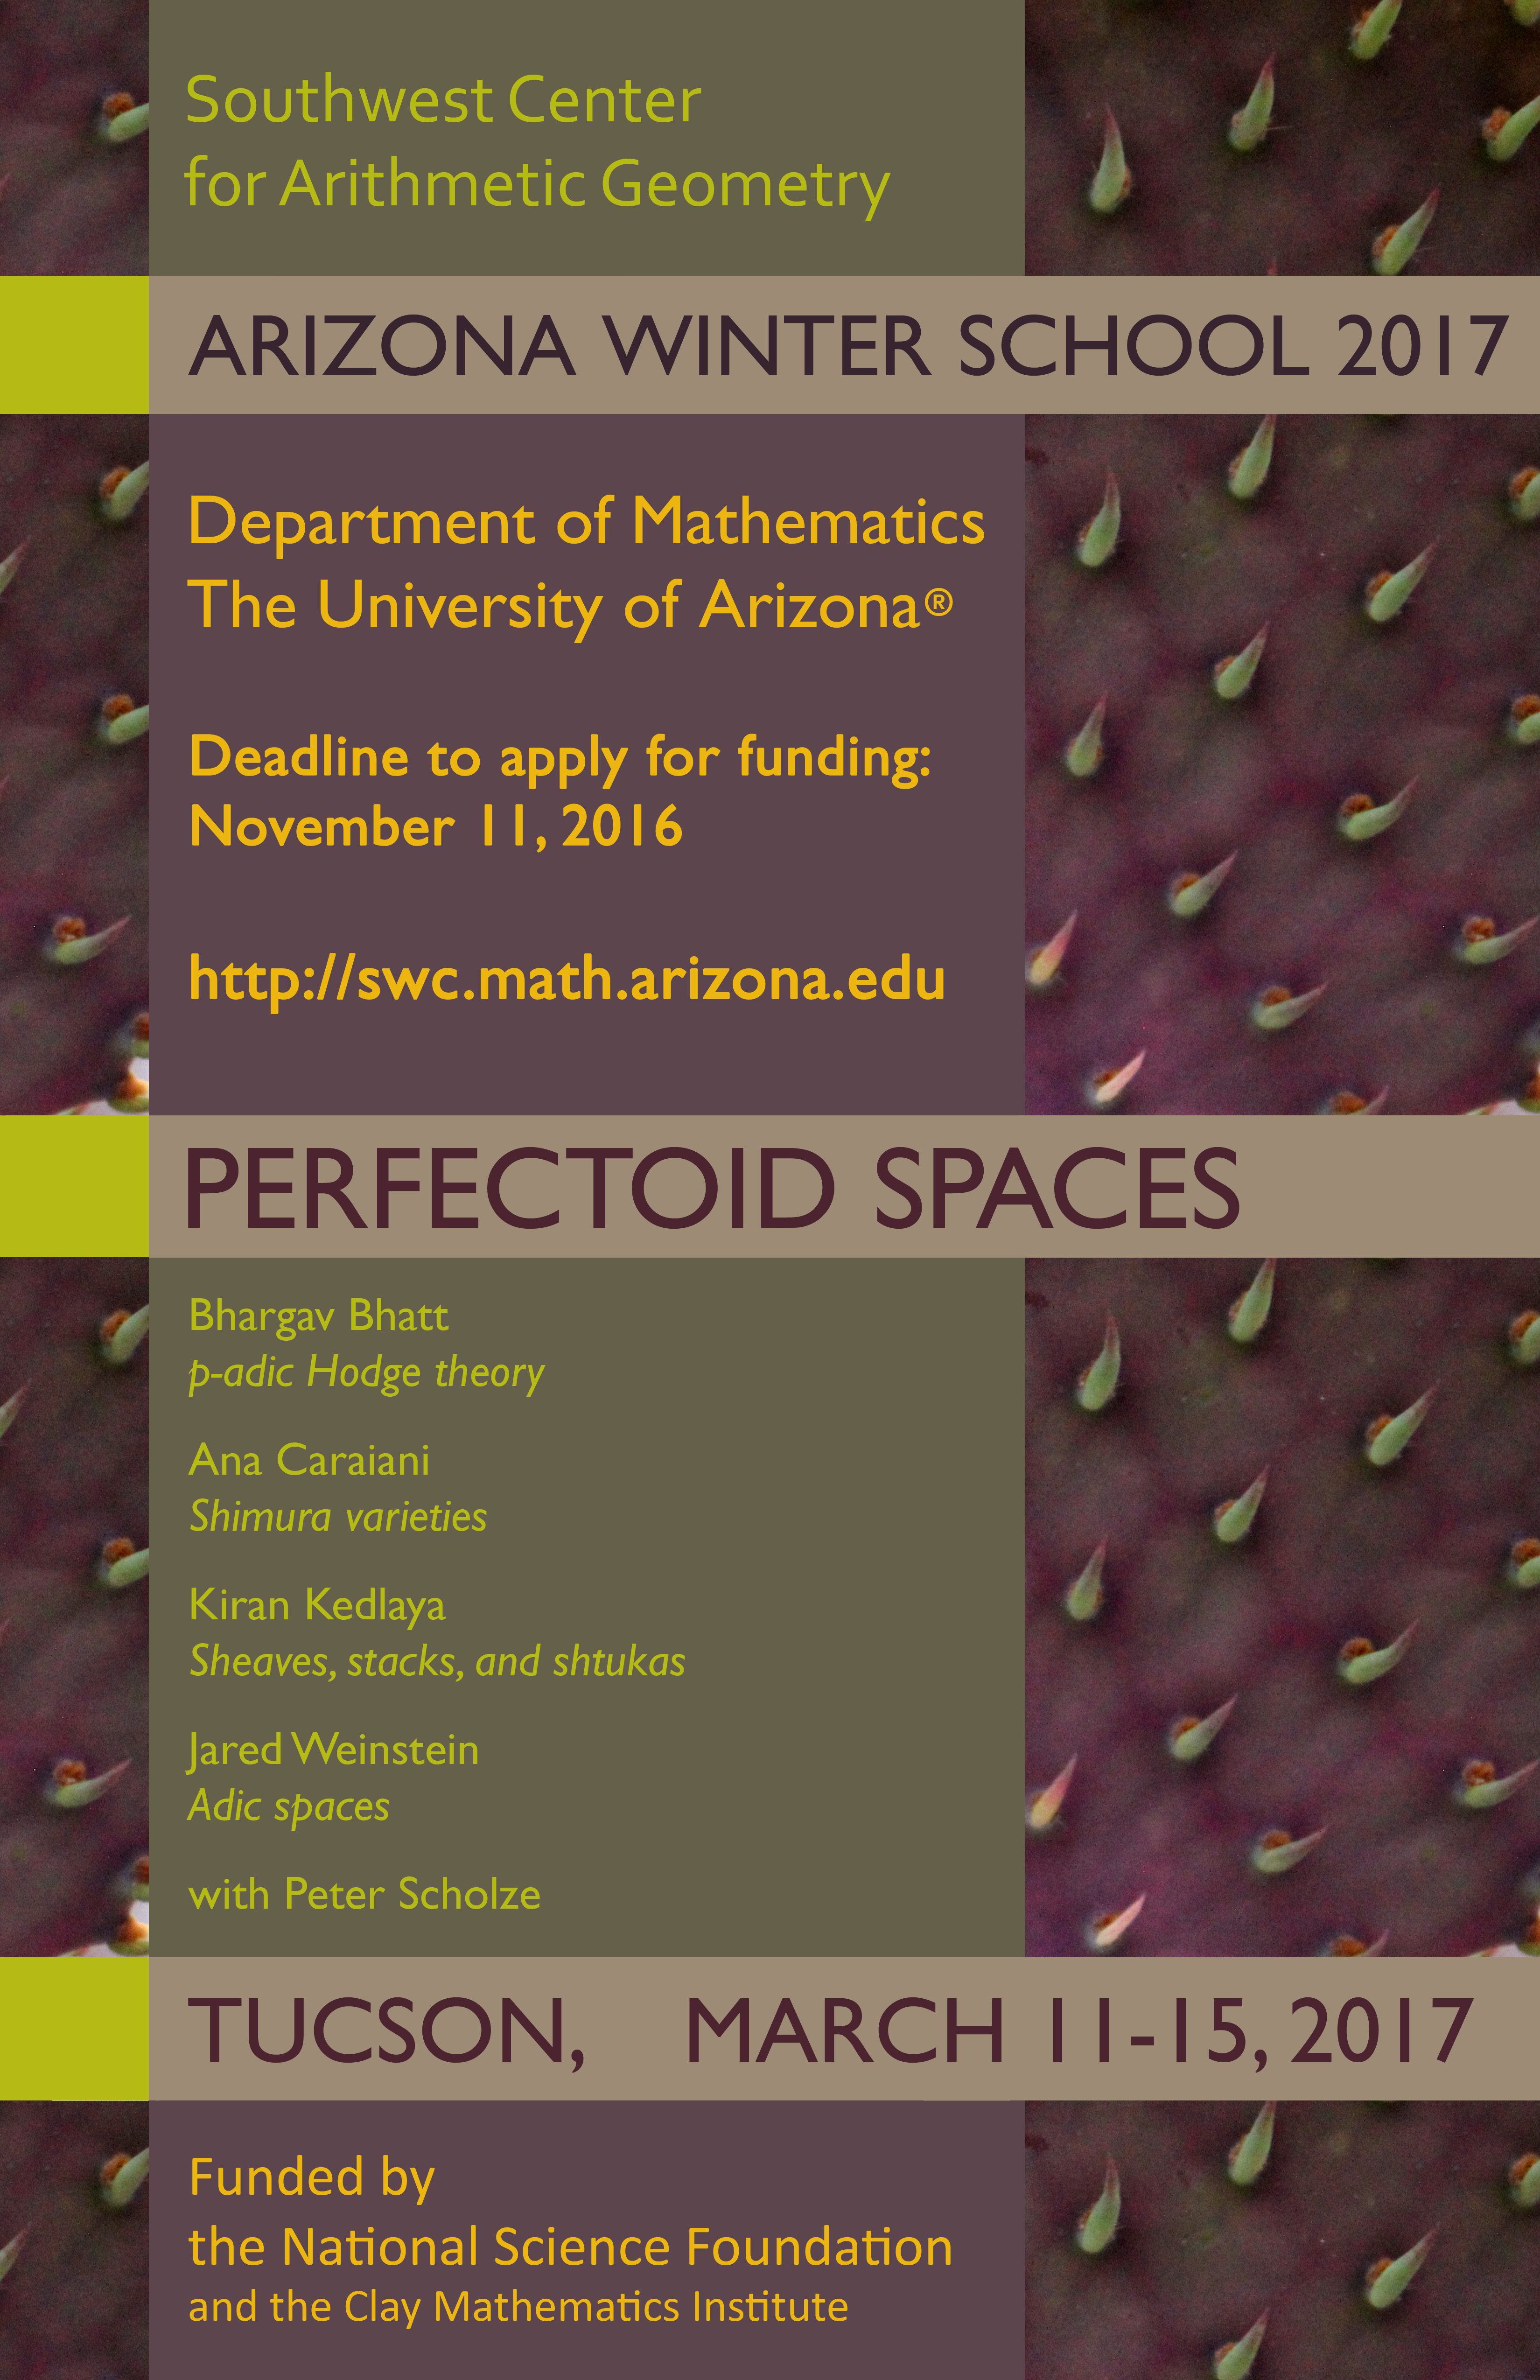 Southwest Center
for Arithmetic Geometry
ARIZONA WINTER SCHOOL 2017
Department of Mathematics
The University of Arizona®
Deadline to apply for funding:
November 11, 2016
http://swc.math.arizona.edu
PERFECTOID SPACES
Bhargav Bhatt
p-adic Hodge theory
Ana Caraiani
Shimura varieties
Kiran Kedlaya
Sheaves, stacks, and shtukas
Jared Weinstein
Adic spaces
with Peter Scholze
TUCSON, MARCH 11-15, 2017
Funded by
the National Science Foundation
and the Clay Mathematics Institute